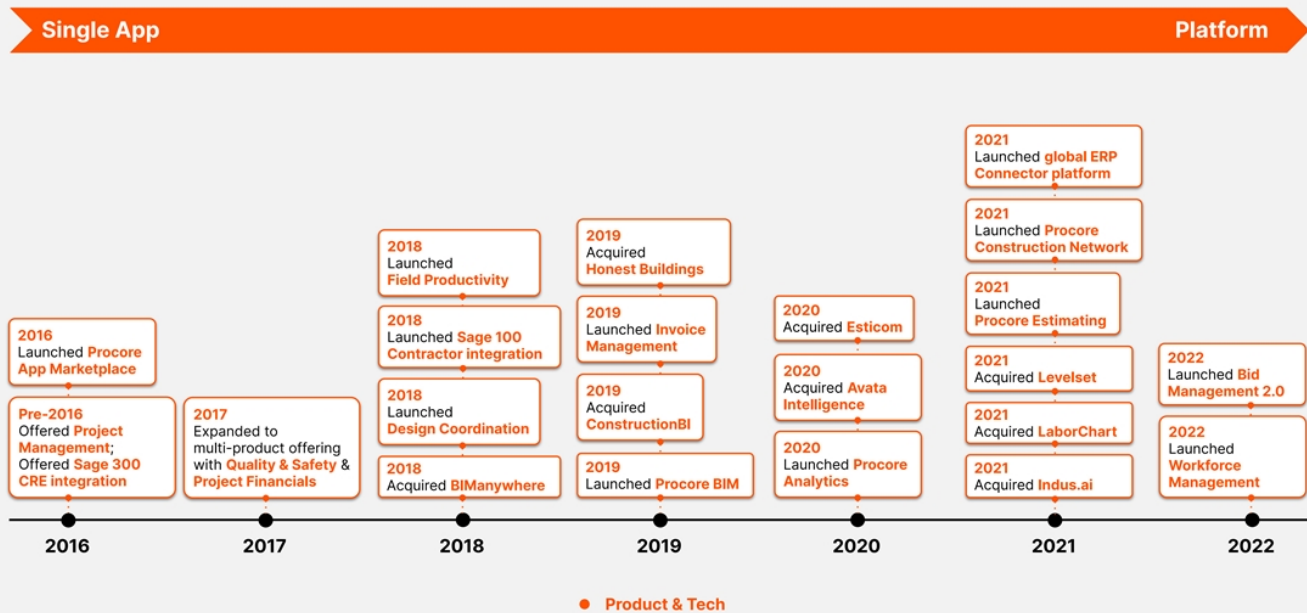 Single App
Platform
2016
Launched Procore
App Marketplace
Pre-2016
Offered Project
Management;
Offered Sage 300
CRE integration
2017
Expanded to
multi-product offering
with Quality & Safety &
Project Financials
2018
Launched
Field Productivity
2018
Launched Sage 100
Contractor integration
2018
Launched
Design Coordination
2018
Acquired BIManywhere
2019
Acquired
Honest Buildings
2019
Launched Invoice
Management
2019
Acquired
ConstructionBI
2019
Launched Procore BIM
2020
Acquired Esticom
2020
Acquired Avata
Intelligence
2020
Launched Procore
Analytics
2021
Launched global ERP
Connector platform
2021
Launched Procore
Construction Network
2021
Launched
Procore Estimating
2021
Acquired Levelset
2021
Acquired LaborChart
2021
Acquired Indus.ai
2022
Launched Bid
Management 2.0
2022
Launched
Workforce
Management
2016
2017
2018
2019
2020
2021
2022
Product & Tech